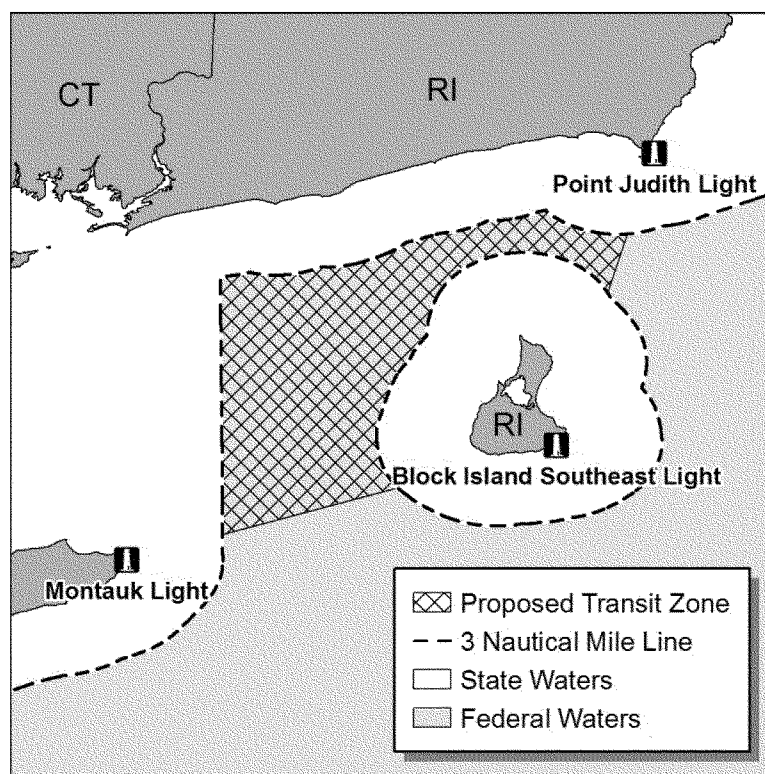 CT
RI
Point Judith Light
RI
Block Island Southeast Light
Montauk Light
Proposed Transit Zone
3 Nautical Mile Line
State Waters
Federal Waters